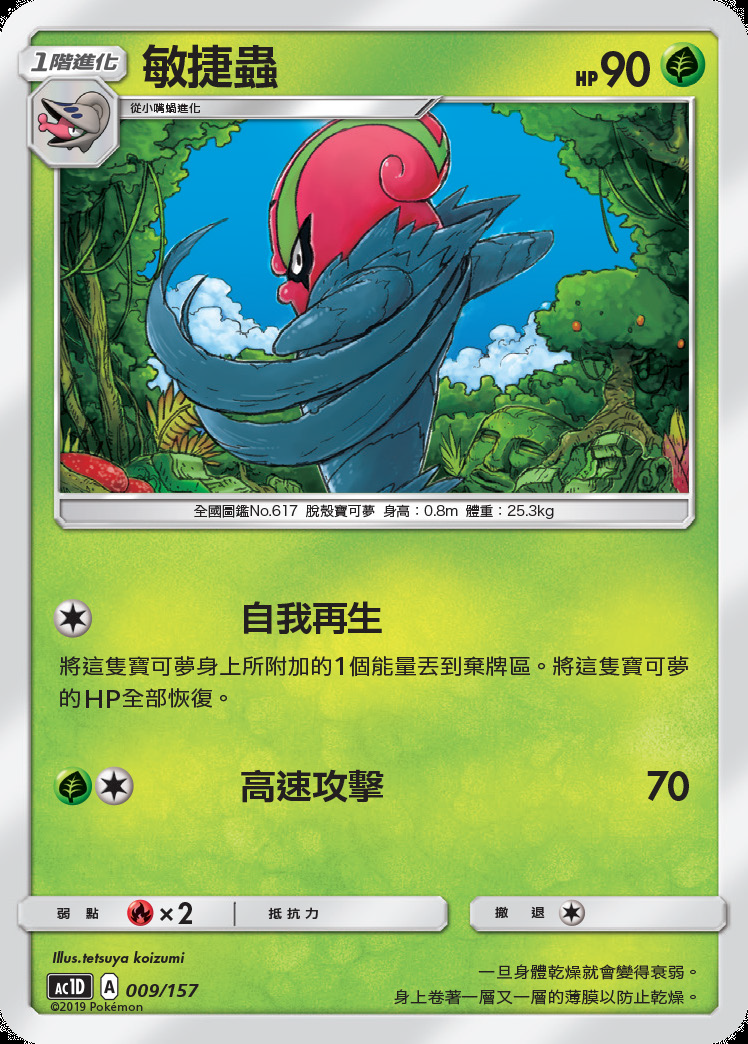 1階進化 敏捷蟲 HP90
從小嘴蝸進化
全國圖鑑No.617 脫殼寶可夢 身高：0.8m 體重：25.3kg
自我再生
將這隻寶可夢身上所附加的1個能量丟到棄牌區。將這隻寶可夢
的HP全部恢復。
高速攻擊 70
弱點 ×2 抵抗力 撤退
Illus.tetsuya koizumi
一旦身體乾燥就會變得衰弱。
AC1D A 009/157
身上卷著一層又一層的薄膜以防止乾燥。
©2019 Pokémon